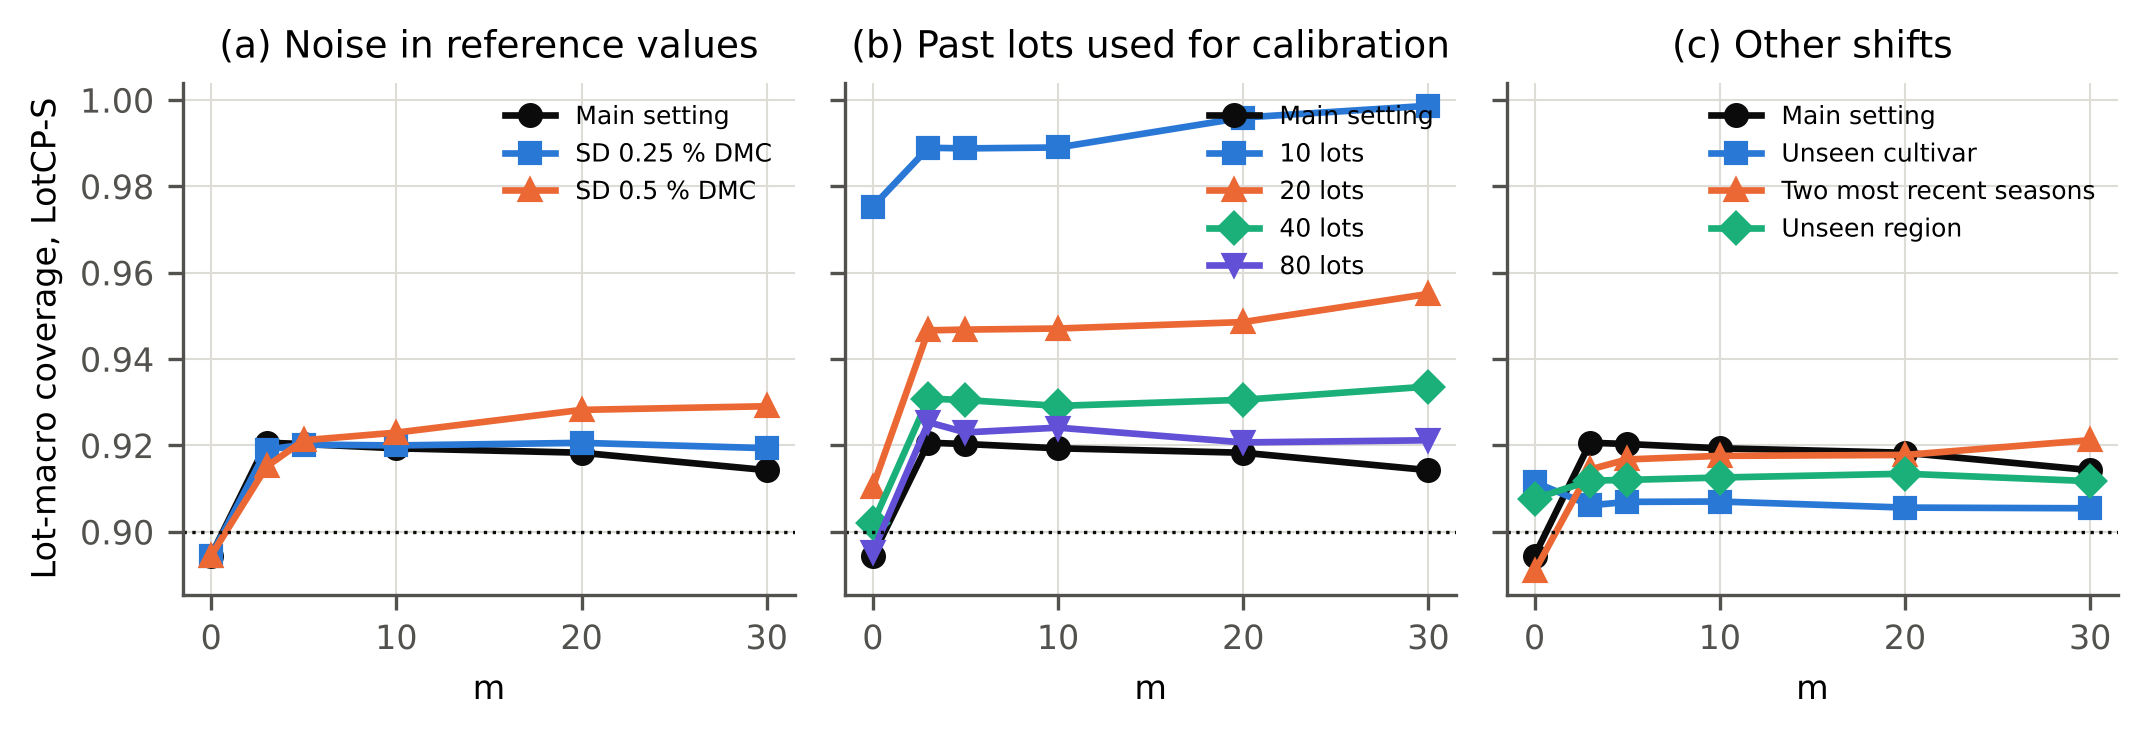 (a) Noise in reference values
(b) Past lots used for calibration
(c) Other shifts
Lot-macro coverage, LotCP-S
1.00
0.98
0.96
0.94
0.92
0.90
Main setting
SD 0.25 % DMC
SD 0.5 % DMC
0 10 20 30
m
Main setting
10 lots
20 lots
40 lots
80 lots
0 10 20 30
m
Main setting
Unseen cultivar
Two most recent seasons
Unseen region
0 10 20 30
m